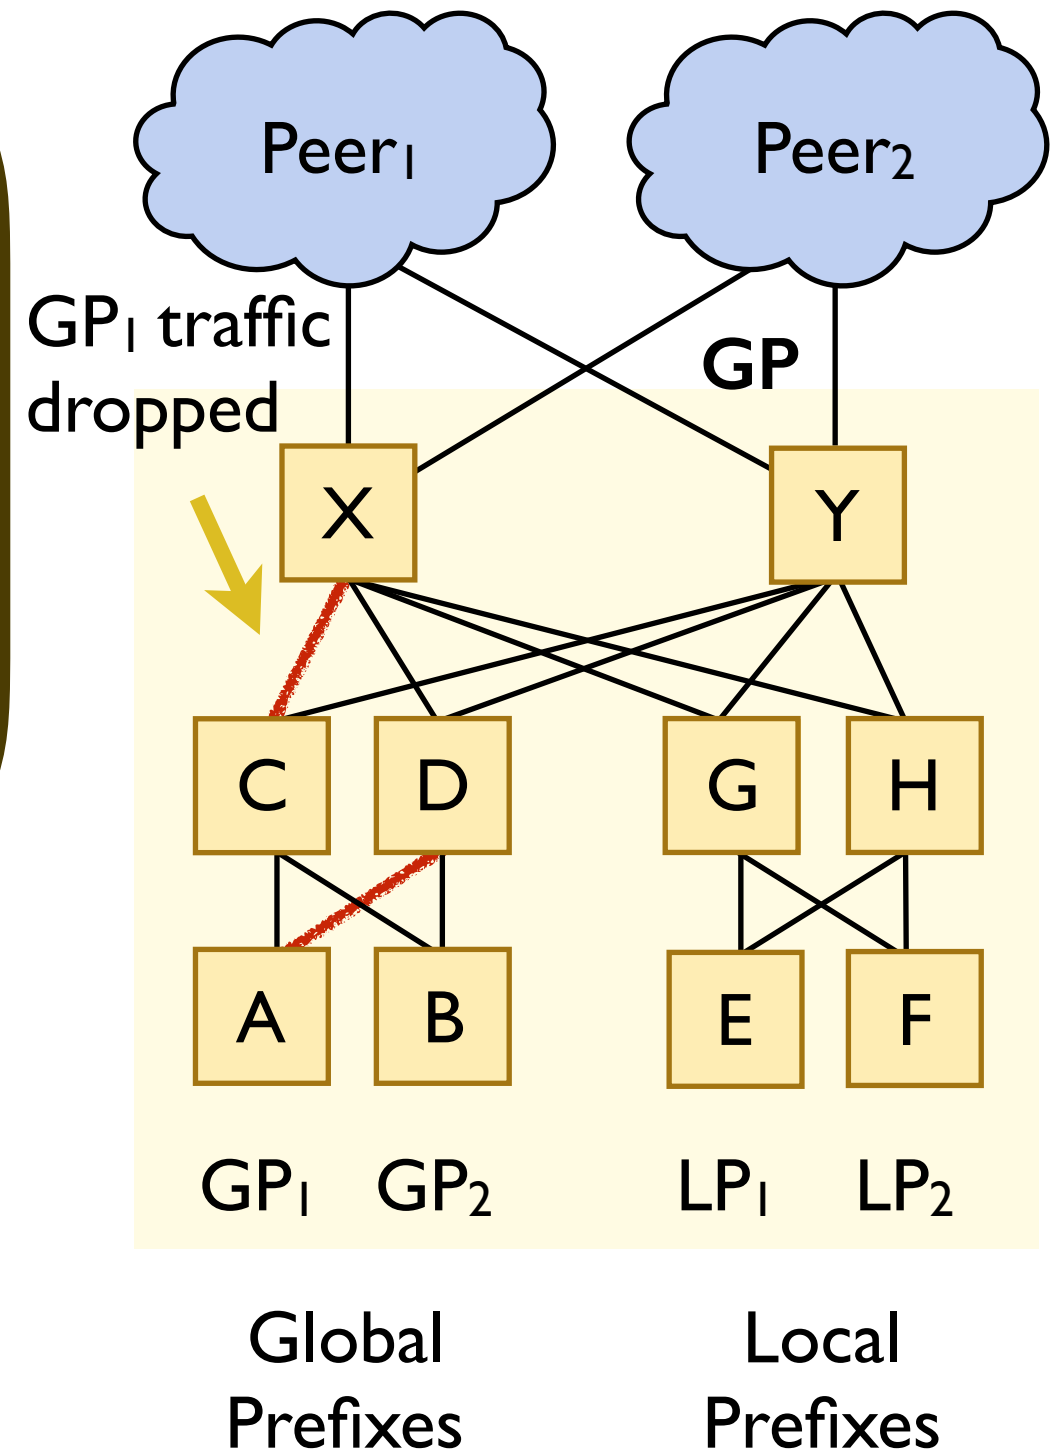 Peer₁ Peer₂
GP₁ traffic
dropped
GP
X Y
C D G H
A B E F
GP₁ GP₂ LP₁ LP₂
Global Local
Prefixes Prefixes